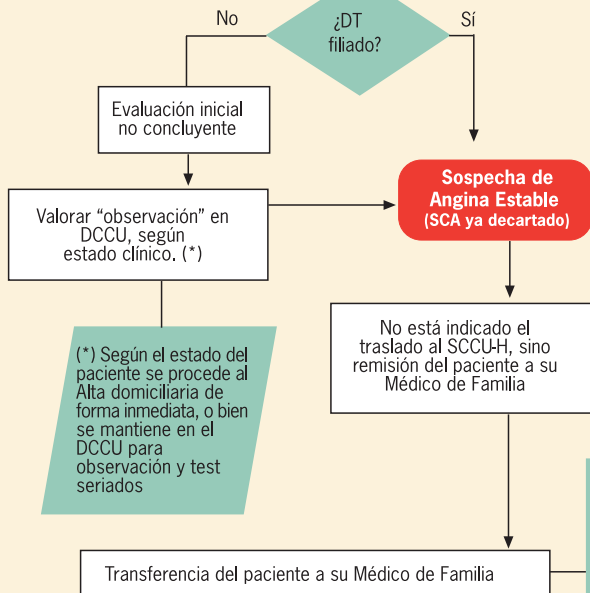 No
¿DT
filiado?
Sí
Evaluación inicial
no concluyente
Valorar “observación” en
DCCU, según
estado clínico. (*)
Sospecha de
Angina Estable
(SCA ya decartado)
(*) Según el estado del
paciente se procede al
Alta domiciliaria de
forma inmediata, o bien
se mantiene en el
DCCU para
observación y test
seriados
No está indicado el
traslado al SCCU-H, sino
remisión del paciente a su
Médico de Familia
Transferencia del paciente a su Médico de Familia